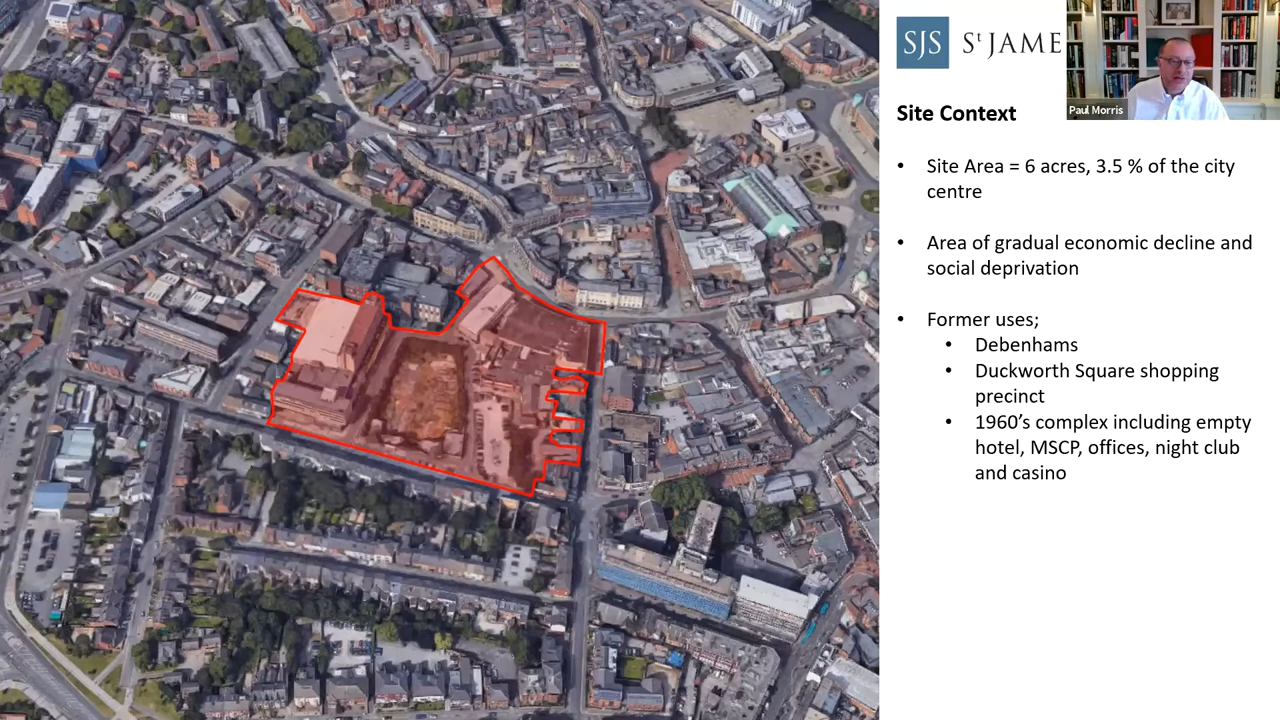 SJS St JAME
Paul Morris
Site Context
• Site Area = 6 acres, 3.5 % of the city
centre
• Area of gradual economic decline and
social deprivation
• Former uses;
• Debenhams
• Duckworth Square shopping
precinct
• 1960’s complex including empty
hotel, MSCP, offices, night club
and casino